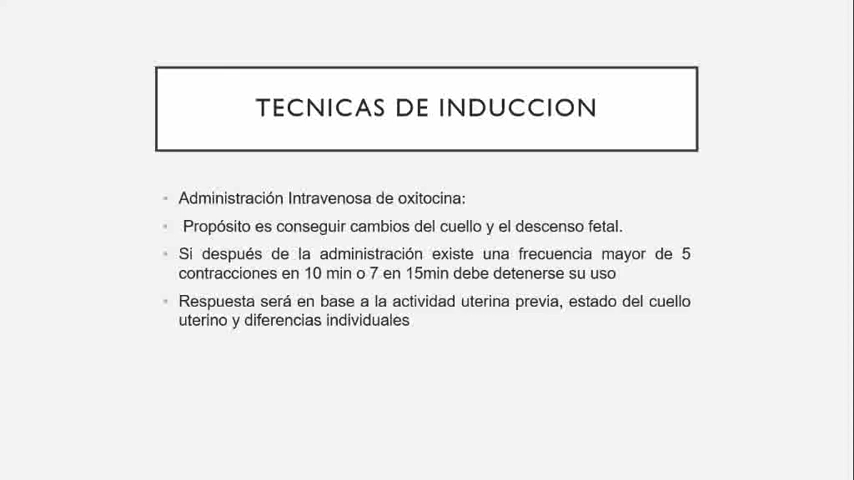 TECNICAS DE INDUCCION
• Administración Intravenosa de oxitocina:
• Propósito es conseguir cambios del cuello y el descenso fetal.
• Si después de la administración existe una frecuencia mayor de 5
contracciones en 10 min o 7 en 15min debe detenerse su uso
• Respuesta será en base a la actividad uterina previa, estado del cuello
uterino y diferencias individuales